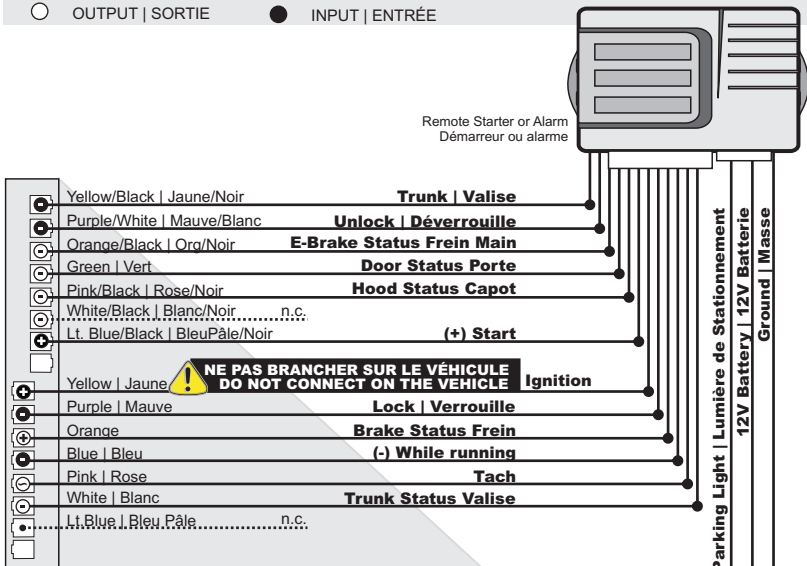 OUTPUT | SORTIE
INPUT | ENTRÉE
Remote Starter or Alarm
Démarreur ou alarme
Yellow/Black | Jaune/Noir
Trunk | Valise
Purple/White | Mauve/Blanc
Unlock | Déverrouille
Orange/Black | Org/Noir
E-Brake Status Frein Main
Green | Vert
Door Status Porte
Pink/Black | Rose/Noir
Hood Status Capot
White/Black | Blanc/Noir
n.c.
Lt. Blue/Black | BleuPâle/Noir
(+) Start
Yellow | Jaune
NE PAS BRANCHER SUR LE VÉHICULE
DO NOT CONNECT ON THE VEHICLE
Ignition
Purple | Mauve
Lock | Verrouille
Orange
Brake Status Frein
Blue | Bleu
(-) While running
Pink | Rose
Tach
White | Blanc
Trunk Status Valise
Lt.Blue | Bleu Pâle
n.c.
Parking Light | Lumière de Stationnement
12V Battery | 12V Batterie
Ground | Masse